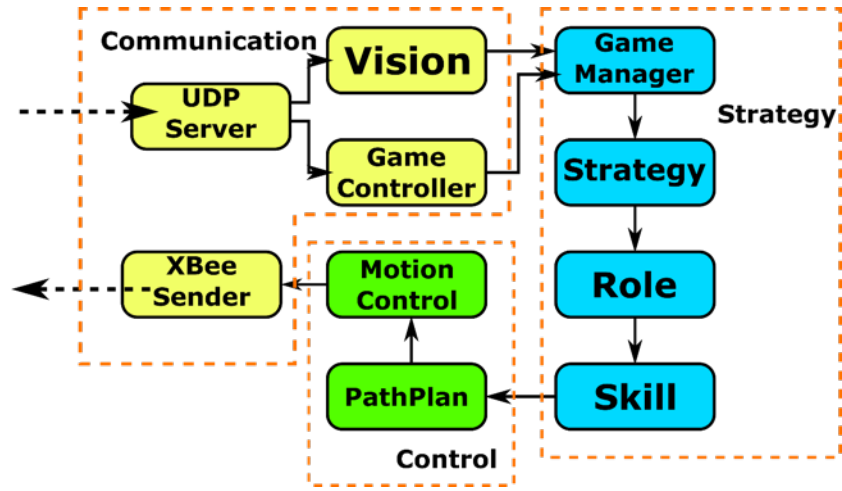 Communication
Vision
UDP
Server
Game
Controller
Game
Manager
Strategy
Strategy
Role
Skill
XBee
Sender
Motion
Control
PathPlan
Control